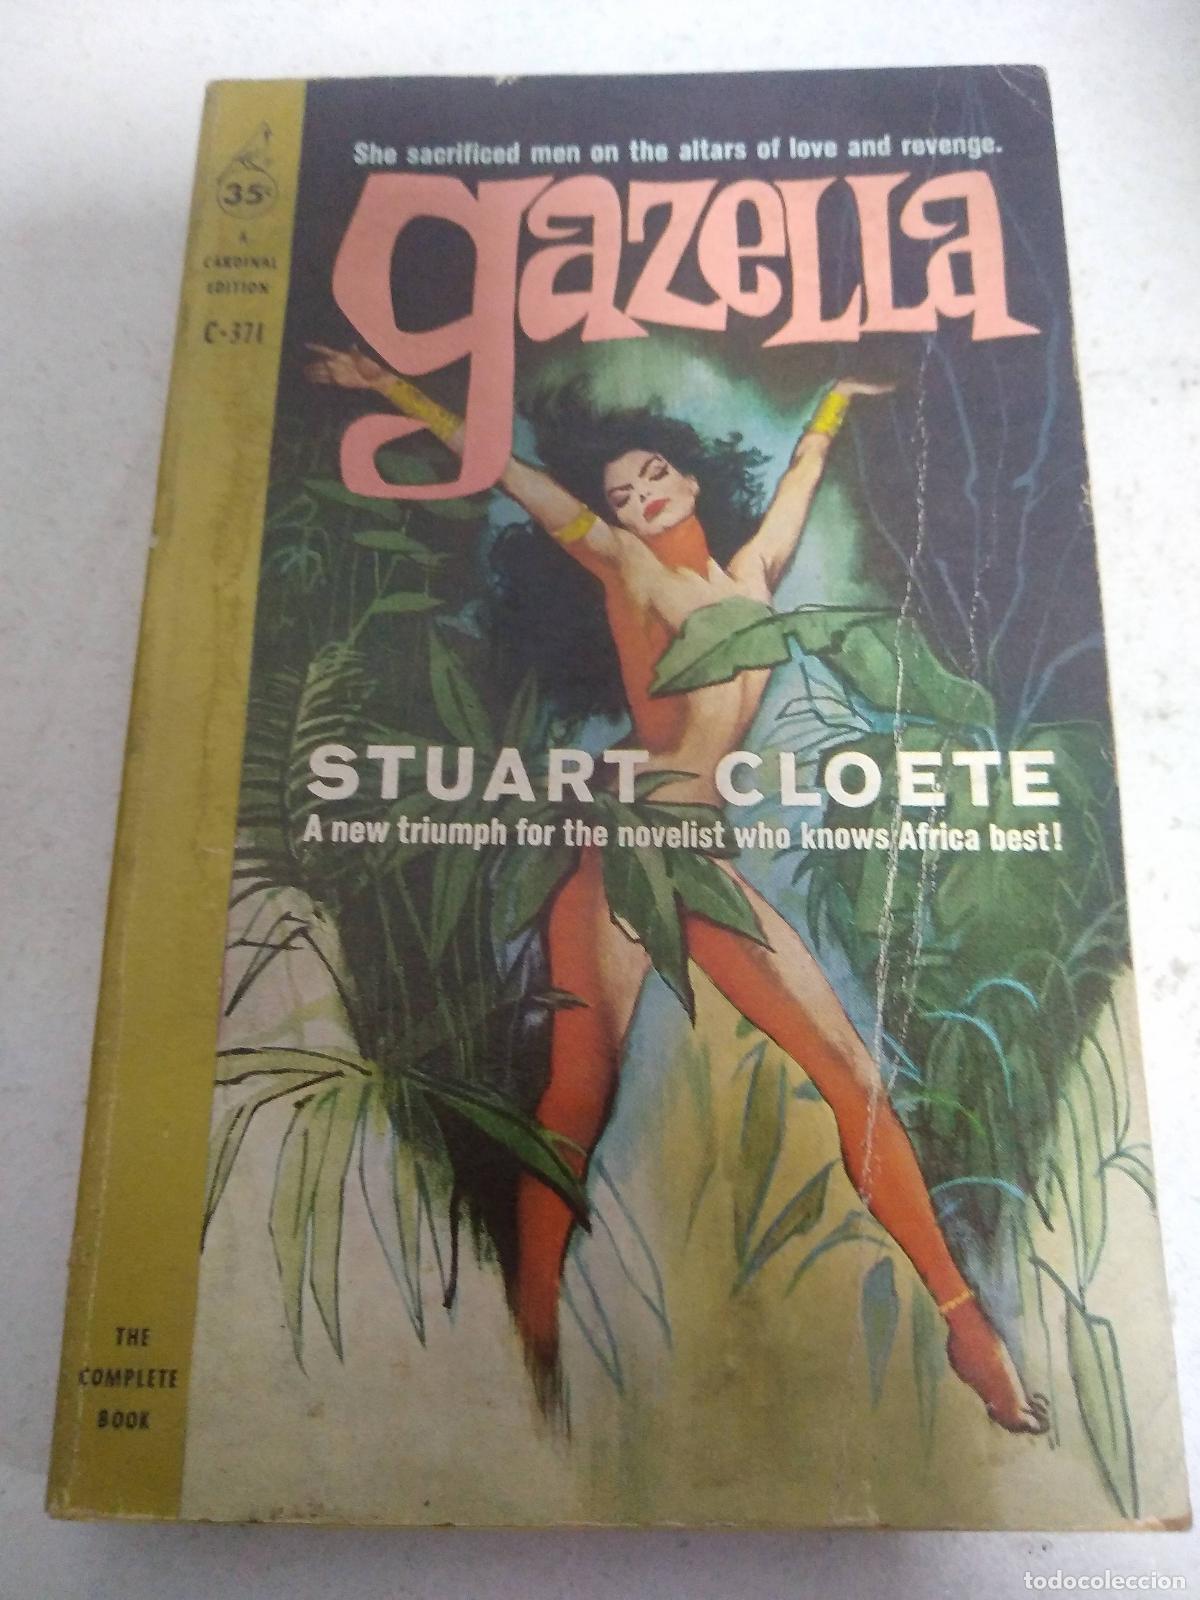 She sacrificed men on the altars of love and revenge.
gazella
35¢
A
CARDINAL
EDITION
C-371
STUART CLOETE
A new triumph for the novelist who knows Africa best!
THE
COMPLETE
BOOK
todocoleccion